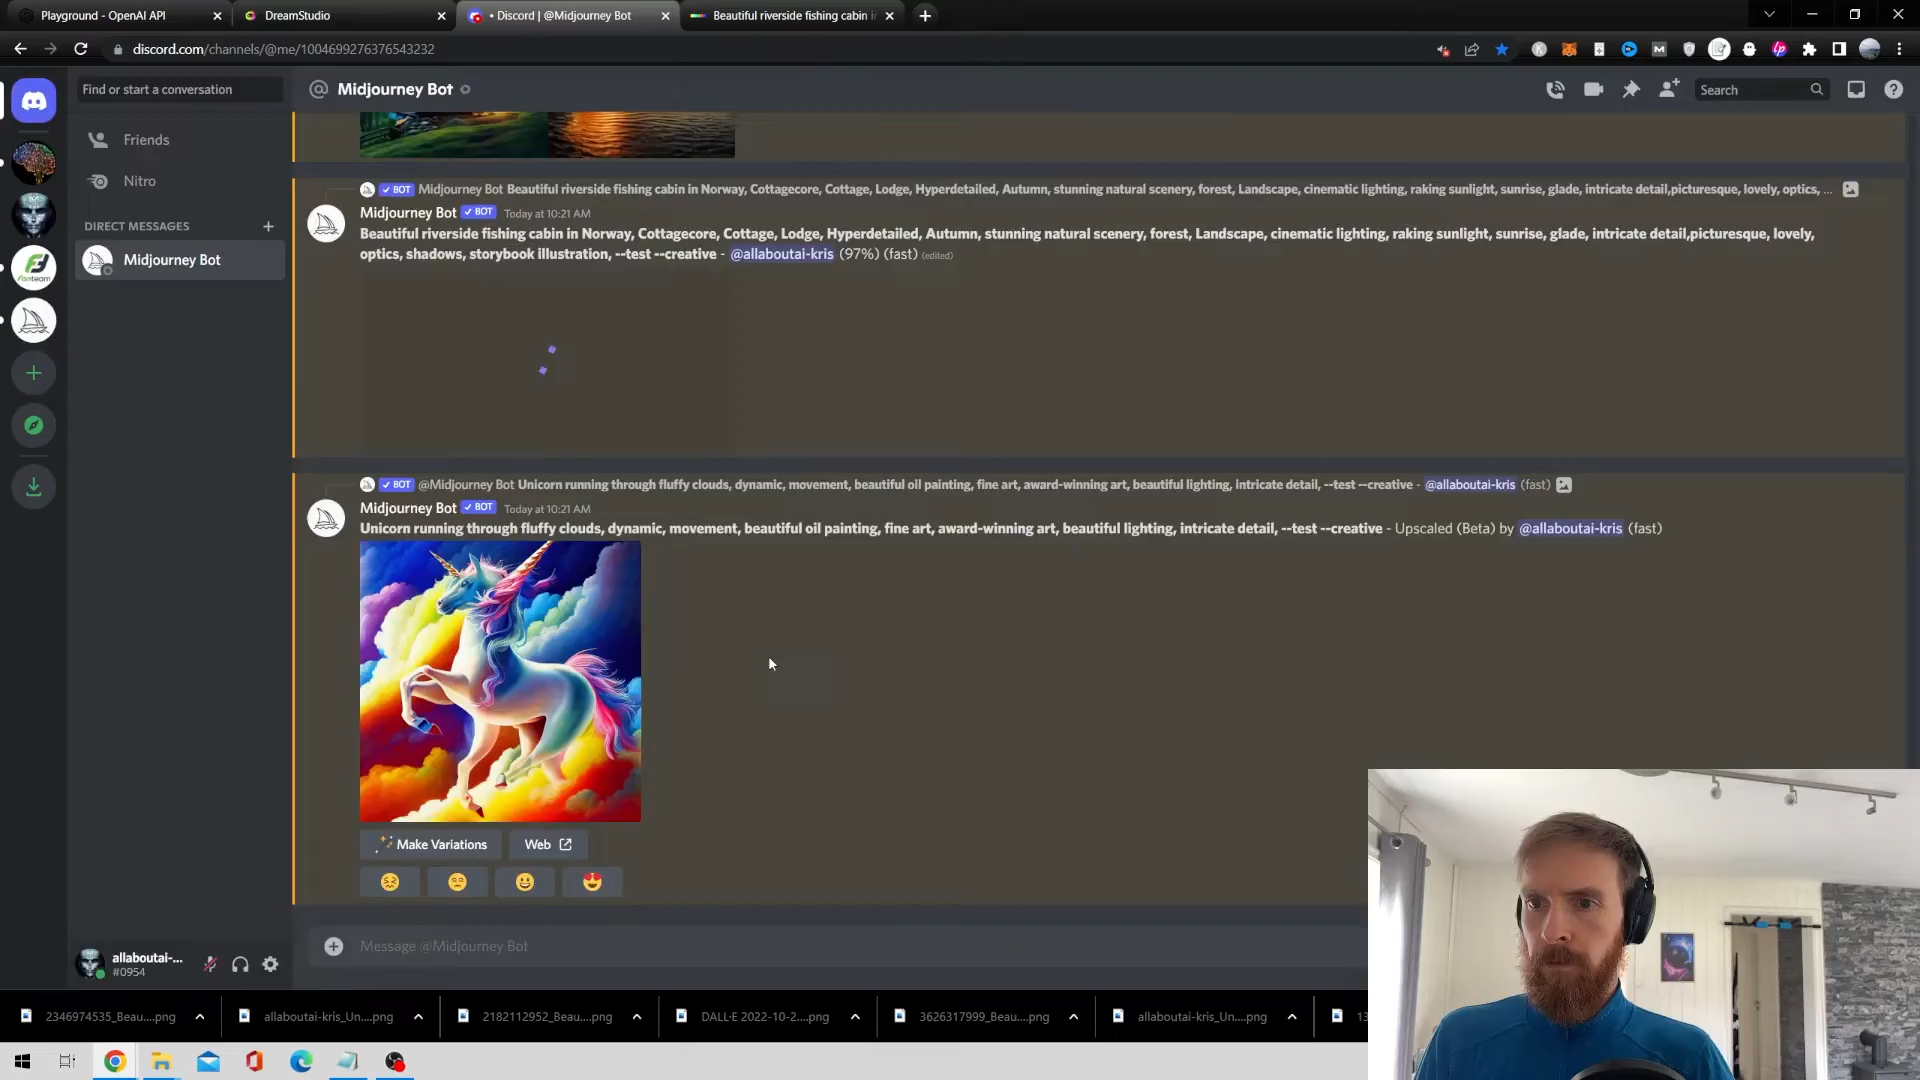 Playground - OpenAI API
DreamStudio
• Discord | @Midjourney Bot
Beautiful riverside fishing cabin in
discord.com/channels/@me/1004699276376543232
Find or start a conversation
Midjourney Bot
Search
Friends
Nitro
DIRECT MESSAGES
Midjourney Bot
BOT Midjourney Bot Beautiful riverside fishing cabin in Norway, Cottagecore, Cottage, Lodge, Hyperdetailed, Autumn, stunning natural scenery, forest, Landscape, cinematic lighting, raking sunlight, sunrise, glade, intricate detail,picturesque, lovely, optics, ...
Midjourney Bot BOT Today at 10:21 AM
Beautiful riverside fishing cabin in Norway, Cottagecore, Cottage, Lodge, Hyperdetailed, Autumn, stunning natural scenery, forest, Landscape, cinematic lighting, raking sunlight, sunrise, glade, intricate detail,picturesque, lovely,
optics, shadows, storybook illustration, --test --creative - @allaboutai-kris (97%) (fast) (edited)
BOT @Midjourney Bot Unicorn running through fluffy clouds, dynamic, movement, beautiful oil painting, fine art, award-winning art, beautiful lighting, intricate detail, --test --creative - @allaboutai-kris (fast)
Midjourney Bot BOT Today at 10:21 AM
Unicorn running through fluffy clouds, dynamic, movement, beautiful oil painting, fine art, award-winning art, beautiful lighting, intricate detail, --test --creative - Upscaled (Beta) by @allaboutai-kris (fast)
Make Variations
Web
Message @Midjourney Bot
allaboutai-...
#0954
2346974535_Beau....png
allaboutai-kris_Un....png
2182112952_Beau....png
DALL·E 2022-10-2....png
3626317999_Beau....png
allaboutai-kris_Un....png
13